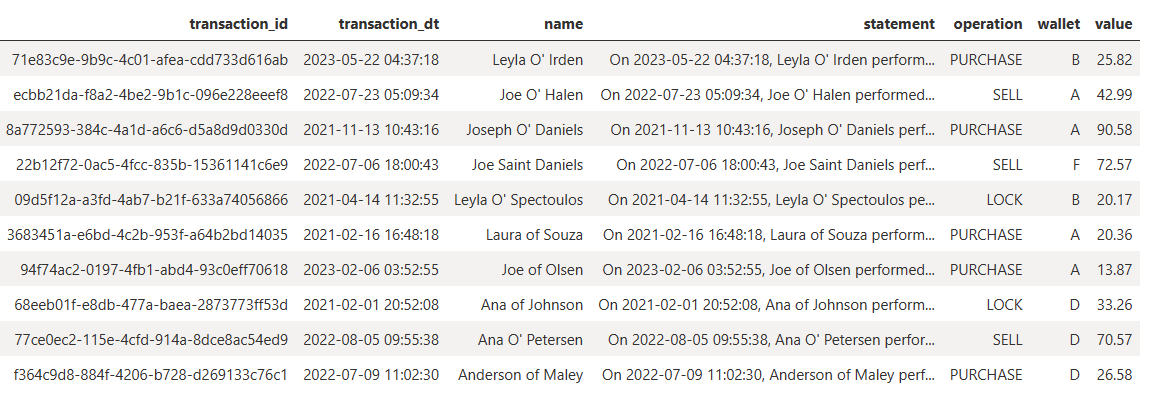 transaction_id transaction_dt name statement operation wallet value
71e83c9e-9b9c-4c01-afea-cdd733d616ab 2023-05-22 04:37:18 Leyla O' Irden On 2023-05-22 04:37:18, Leyla O' Irden perform... PURCHASE B 25.82
ecbb21da-f8a2-4be2-9b1c-096e228eeef8 2022-07-23 05:09:34 Joe O' Halen On 2022-07-23 05:09:34, Joe O' Halen performed... SELL A 42.99
8a772593-384c-4a1d-a6c6-d5a8d9d0330d 2021-11-13 10:43:16 Joseph O' Daniels On 2021-11-13 10:43:16, Joseph O' Daniels perf... PURCHASE A 90.58
22b12f72-0ac5-4fcc-835b-15361141c6e9 2022-07-06 18:00:43 Joe Saint Daniels On 2022-07-06 18:00:43, Joe Saint Daniels perf... SELL F 72.57
09d5f12a-a3fd-4ab7-b21f-633a74056866 2021-04-14 11:32:55 Leyla O' Spectoulos On 2021-04-14 11:32:55, Leyla O' Spectoulos pe... LOCK B 20.17
3683451a-e6bd-4c2b-953f-a64b2bd14035 2021-02-16 16:48:18 Laura of Souza On 2021-02-16 16:48:18, Laura of Souza perform... PURCHASE A 20.36
94f74ac2-0197-4fb1-abd4-93c0eff70618 2023-02-06 03:52:55 Joe of Olsen On 2023-02-06 03:52:55, Joe of Olsen performed... PURCHASE A 13.87
68eeb01f-e8db-477a-baea-2873773ff53d 2021-02-01 20:52:08 Ana of Johnson On 2021-02-01 20:52:08, Ana of Johnson perform... LOCK D 33.26
77ce0ec2-115e-4cfd-914a-8dce8ac54ed9 2022-08-05 09:55:38 Ana O' Petersen On 2022-08-05 09:55:38, Ana O' Petersen perfor... SELL D 70.57
f364c9d8-884f-4206-b728-d269133c76c1 2022-07-09 11:02:30 Anderson of Maley On 2022-07-09 11:02:30, Anderson of Maley perf... PURCHASE D 26.58